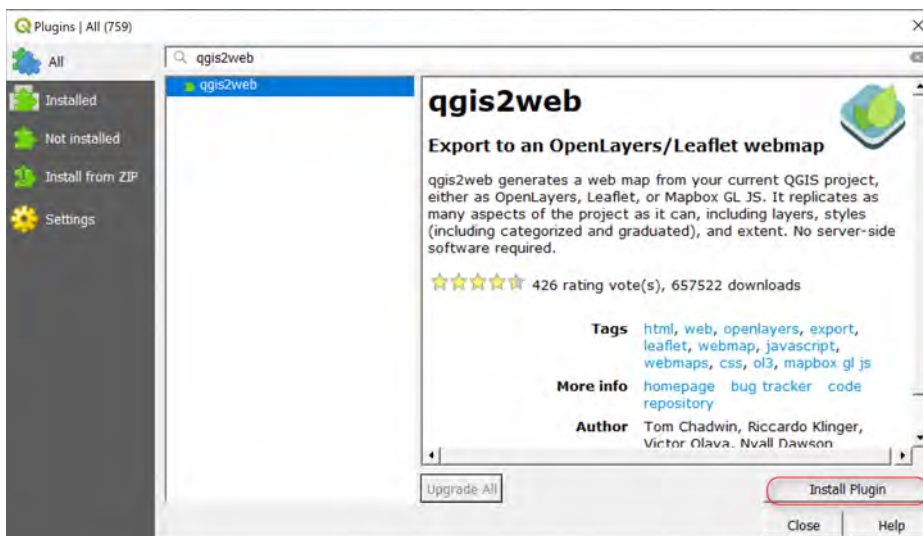 Plugins | All (759)
All
qgis2web
Installed
Not installed
Install from ZIP
Settings
qgis2web
qgis2web
Export to an OpenLayers/Leaflet webmap
qgis2web generates a web map from your current QGIS project,
either as OpenLayers, Leaflet, or Mapbox GL JS. It replicates as
many aspects of the project as it can, including layers, styles
(including categorized and graduated), and extent. No server-side
software required.
426 rating vote(s), 657522 downloads
Tags html, web, openlayers, export,
leaflet, webmap, javascript,
webmaps, css, ol3, mapbox gl js
More info homepage bug tracker code
repository
Author Tom Chadwin, Riccardo Klinger,
Victor Olaya, Nyall Dawson
Upgrade All
Install Plugin
Close Help